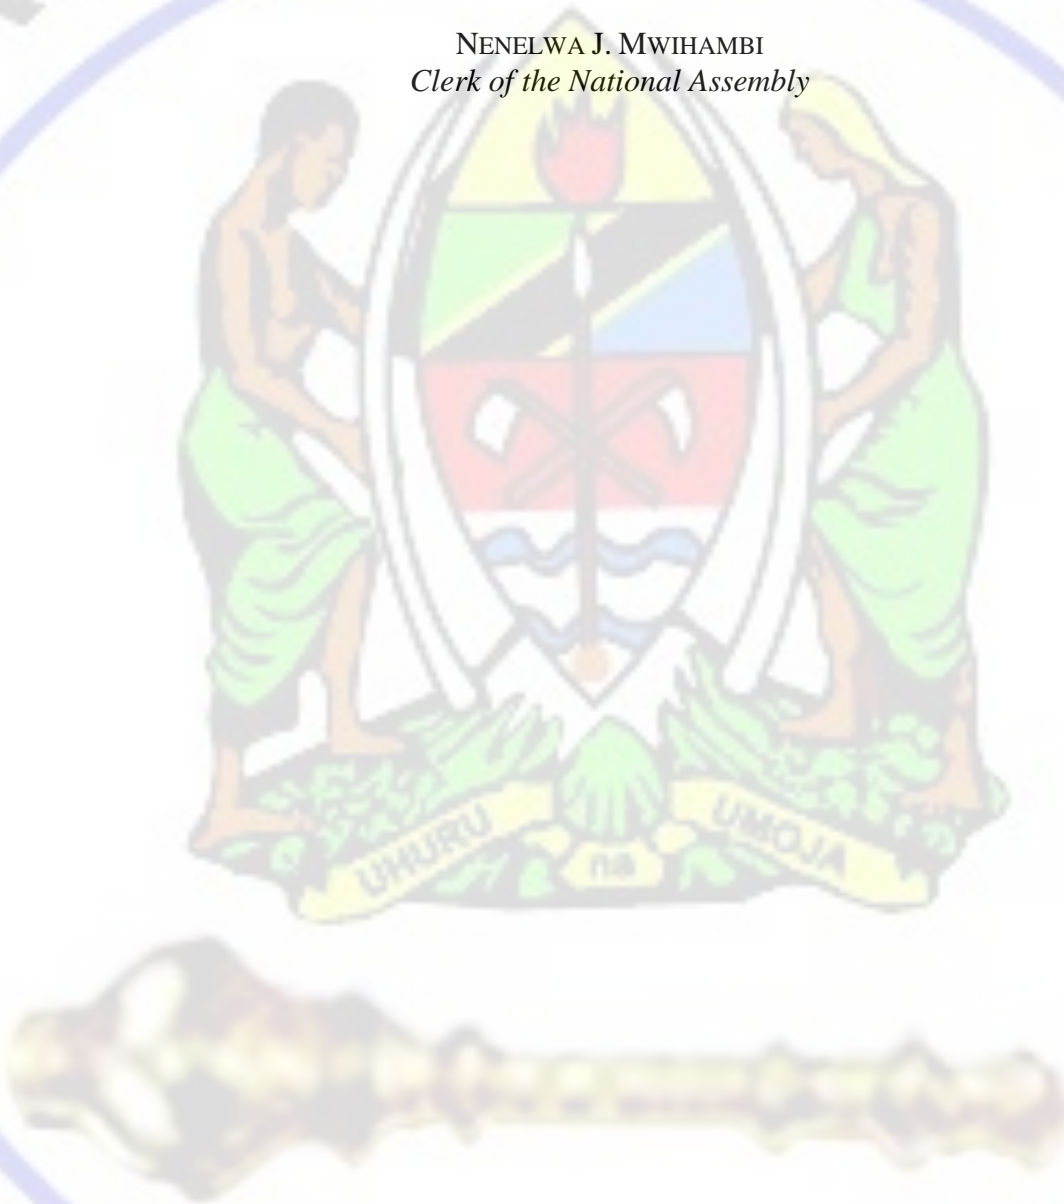 NENELWA J. MWIHAMBI
Clerk of the National Assembly
UHURU na UMOJA